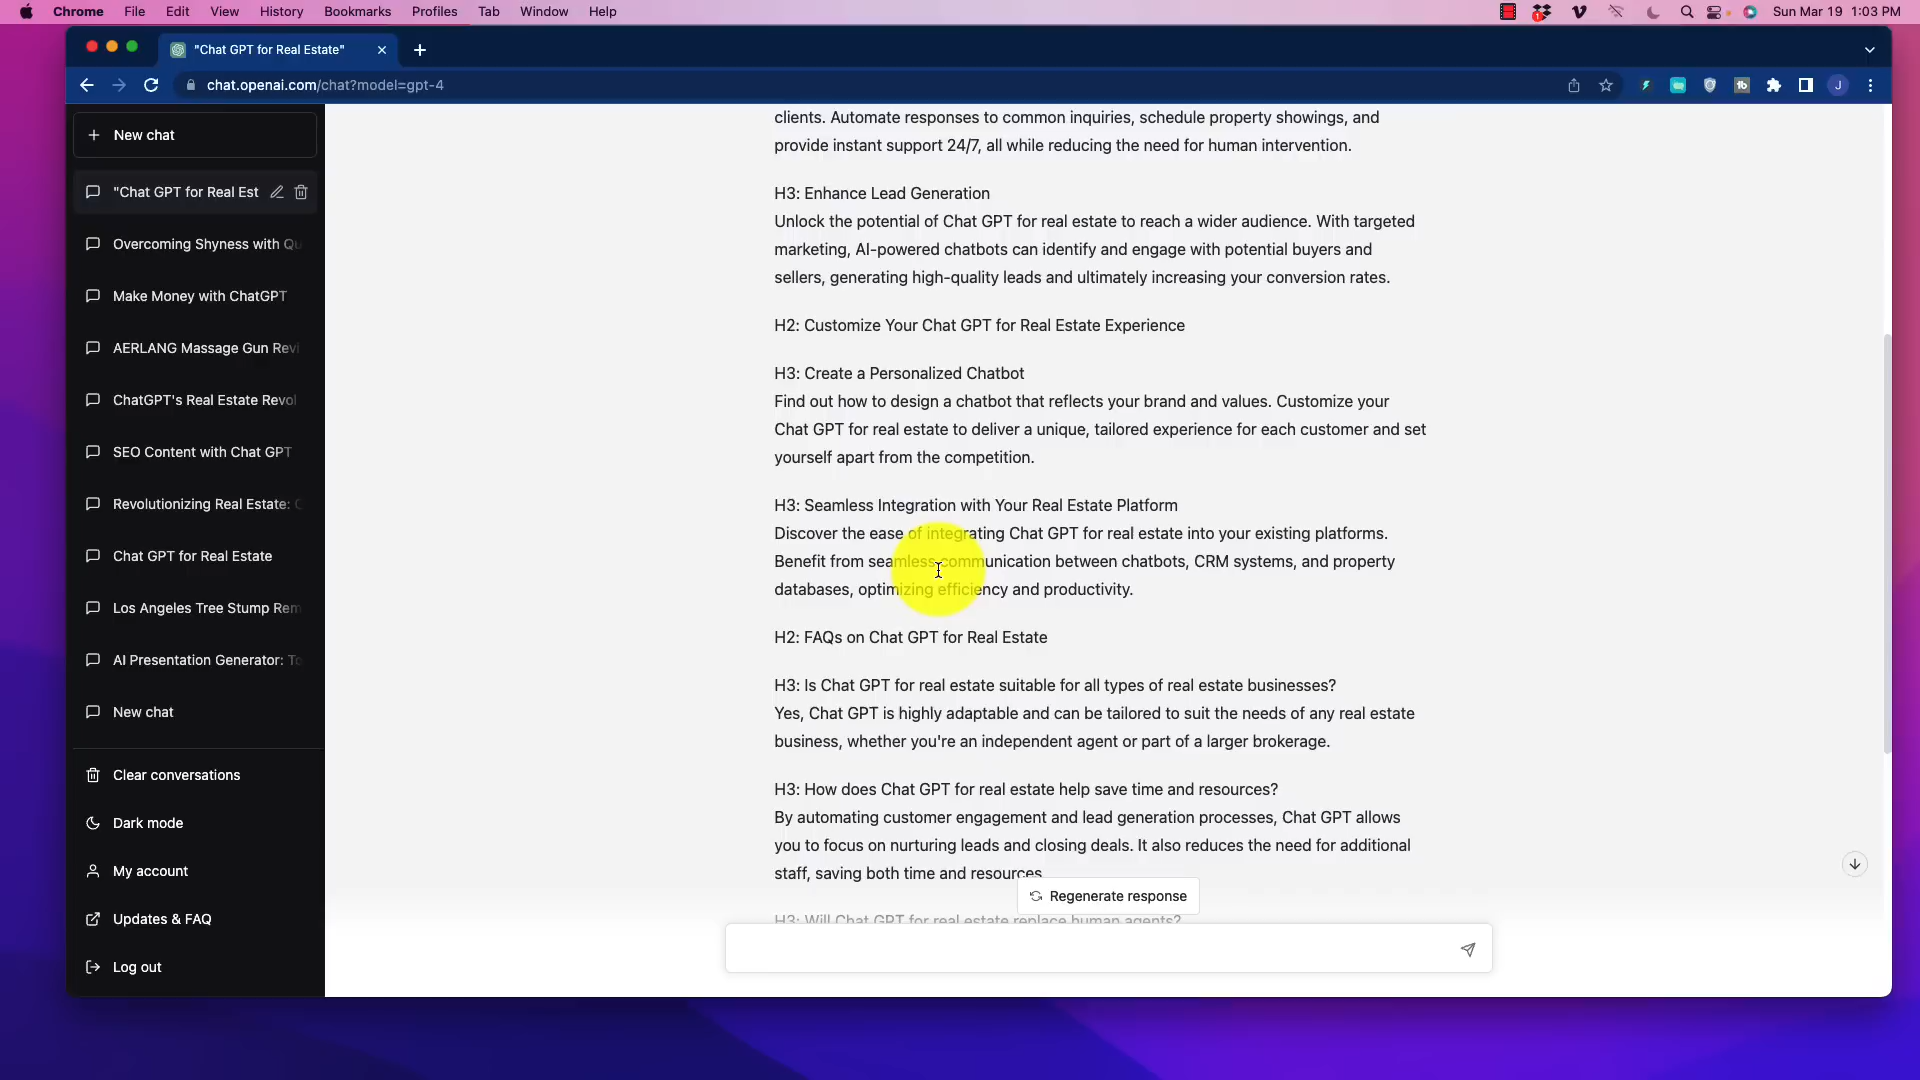 Chrome File Edit View History Bookmarks Profiles Tab Window Help
1
Sun Mar 19 1:03 PM
"Chat GPT for Real Estate"
chat.openai.com/chat?model=gpt-4
tb
J
New chat
"Chat GPT for Real Est
Overcoming Shyness with Qu
Make Money with ChatGPT
AERLANG Massage Gun Revi
ChatGPT's Real Estate Revol
SEO Content with Chat GPT
Revolutionizing Real Estate: C
Chat GPT for Real Estate
Los Angeles Tree Stump Rem
AI Presentation Generator: To
New chat
Clear conversations
Dark mode
My account
Updates & FAQ
Log out
clients. Automate responses to common inquiries, schedule property showings, and
provide instant support 24/7, all while reducing the need for human intervention.
H3: Enhance Lead Generation
Unlock the potential of Chat GPT for real estate to reach a wider audience. With targeted
marketing, AI-powered chatbots can identify and engage with potential buyers and
sellers, generating high-quality leads and ultimately increasing your conversion rates.
H2: Customize Your Chat GPT for Real Estate Experience
H3: Create a Personalized Chatbot
Find out how to design a chatbot that reflects your brand and values. Customize your
Chat GPT for real estate to deliver a unique, tailored experience for each customer and set
yourself apart from the competition.
H3: Seamless Integration with Your Real Estate Platform
Discover the ease of integrating Chat GPT for real estate into your existing platforms.
Benefit from seamless communication between chatbots, CRM systems, and property
databases, optimizing efficiency and productivity.
H2: FAQs on Chat GPT for Real Estate
H3: Is Chat GPT for real estate suitable for all types of real estate businesses?
Yes, Chat GPT is highly adaptable and can be tailored to suit the needs of any real estate
business, whether you're an independent agent or part of a larger brokerage.
H3: How does Chat GPT for real estate help save time and resources?
By automating customer engagement and lead generation processes, Chat GPT allows
you to focus on nurturing leads and closing deals. It also reduces the need for additional
staff, saving both time and resources.
Regenerate response
H3: Will Chat GPT for real estate replace human agents?